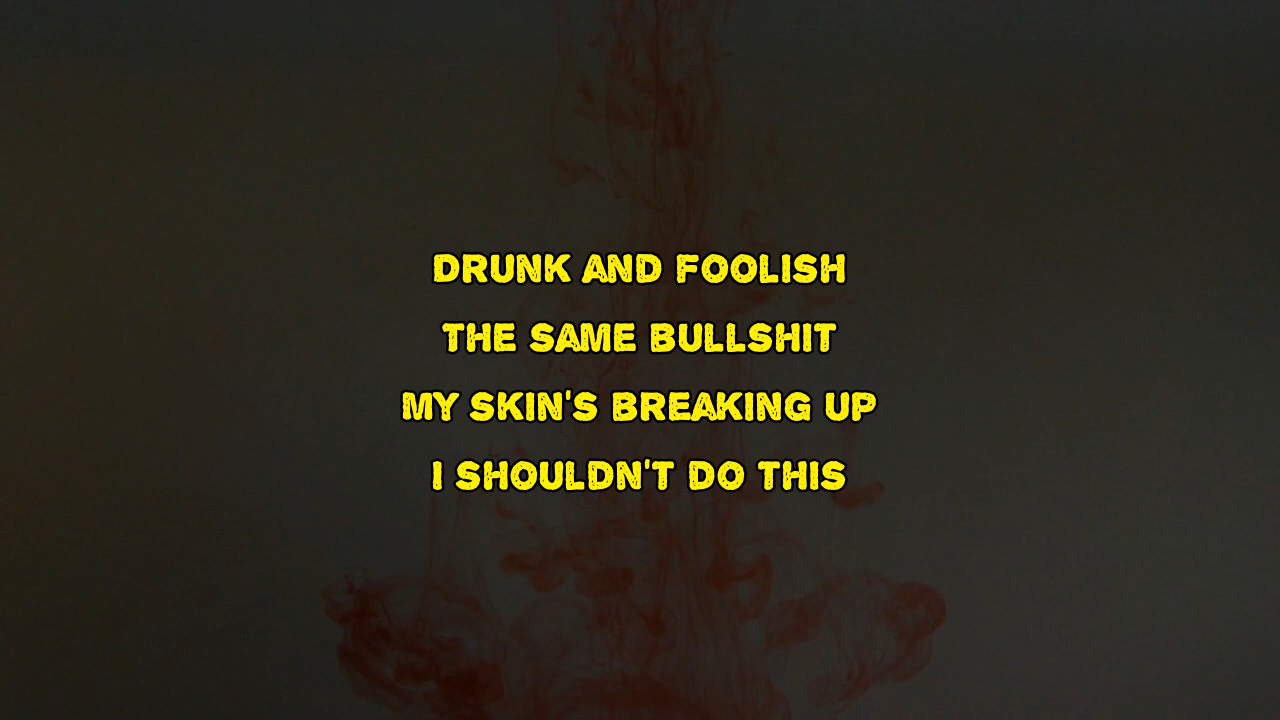 DRUNK AND FOOLISH
THE SAME BULLSHIT
MY SKIN'S BREAKING UP
I SHOULDN'T DO THIS